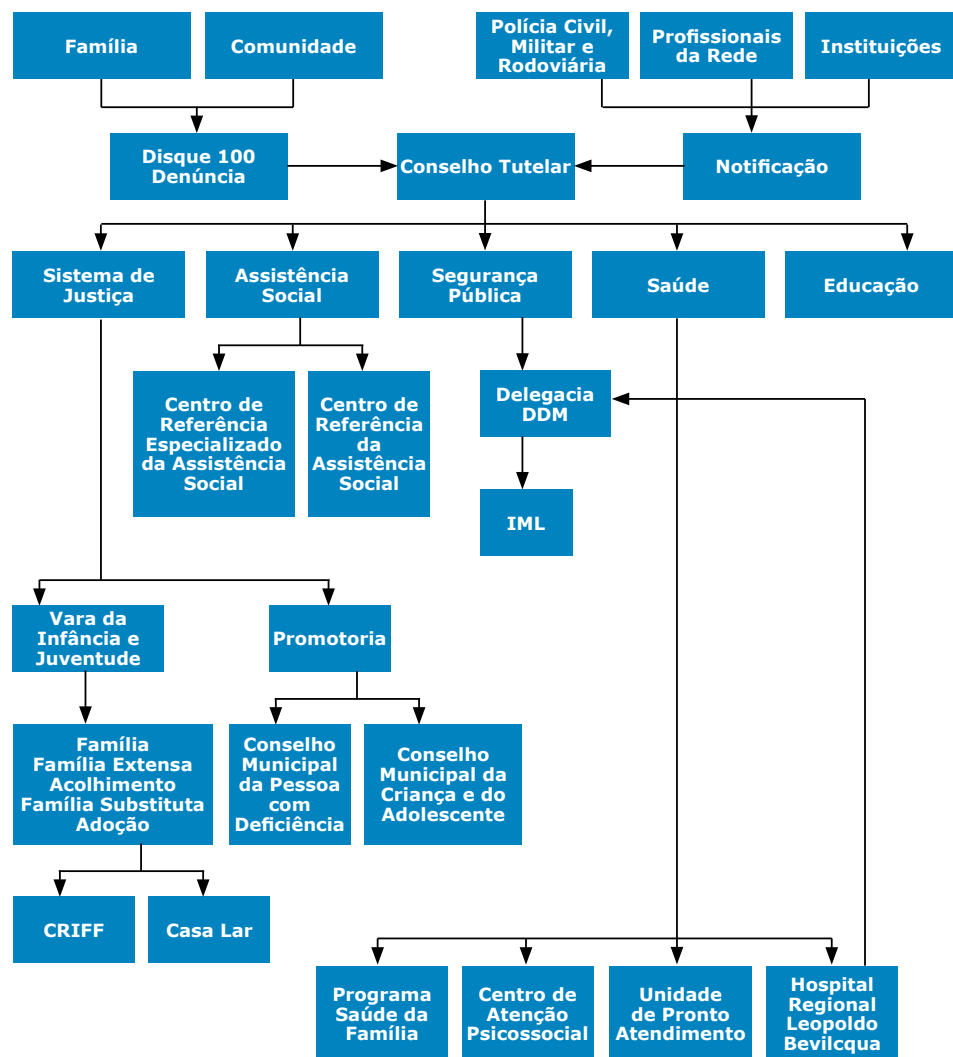 Família
Comunidade
Polícia Civil,
Militar e
Rodoviária
Profissionais
da Rede
Instituições
Disque 100
Denúncia
Conselho Tutelar
Notificação
Sistema de
Justiça
Assistência
Social
Segurança
Pública
Saúde
Educação
Centro de
Referência
Especializado
da Assistência
Social
Centro de
Referência
da
Assistência
Social
Delegacia
DDM
IML
Vara da
Infância e
Juventude
Promotoria
Família
Família Extensa
Acolhimento
Família Substituta
Adoção
Conselho
Municipal
da Pessoa
com
Deficiência
Conselho
Municipal da
Criança e do
Adolescente
CRIFF
Casa Lar
Programa
Saúde da
Família
Centro de
Atenção
Psicossocial
Unidade
de Pronto
Atendimento
Hospital
Regional
Leopoldo
Bevilcqua